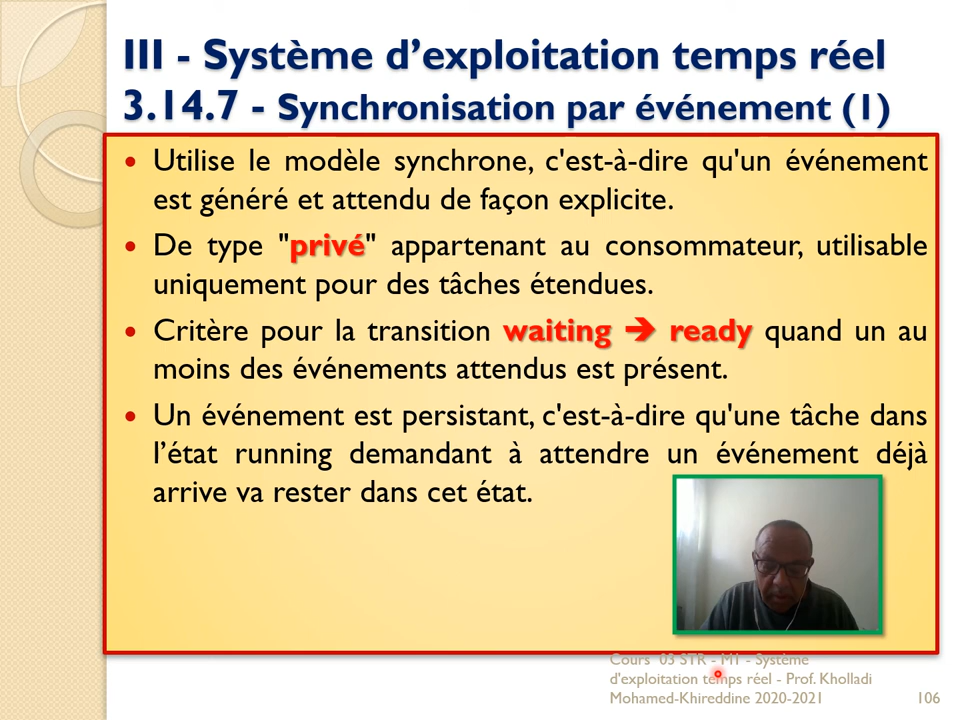 III - Système d’exploitation temps réel
3.14.7 - Synchronisation par événement (1)
• Utilise le modèle synchrone, c'est-à-dire qu'un événement
est généré et attendu de façon explicite.
• De type "privé" appartenant au consommateur, utilisable
uniquement pour des tâches étendues.
• Critère pour la transition waiting ➔ ready quand un au
moins des événements attendus est présent.
• Un événement est persistant, c'est-à-dire qu'une tâche dans
l’état running demandant à attendre un événement déjà
arrive va rester dans cet état.
Cours 03 STR - M1 - Système
d'exploitation temps réel - Prof. Kholladi
Mohamed-Khireddine 2020-2021
106